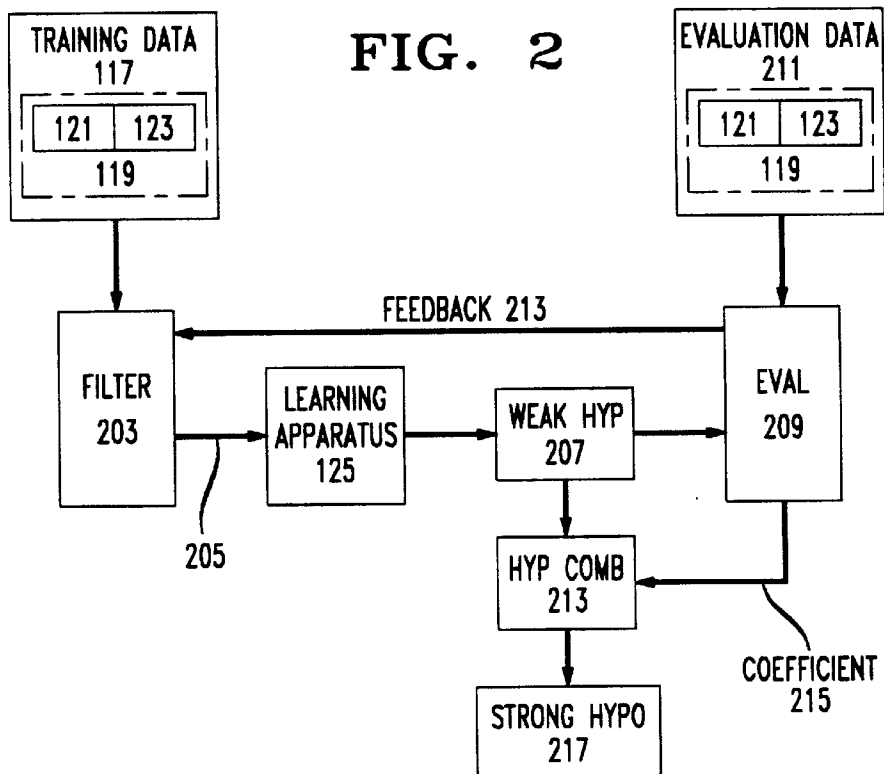 FIG. 2
TRAINING DATA
117
121 123
119
EVALUATION DATA
211
121 123
119
FEEDBACK 213
FILTER
203
205
LEARNING
APPARATUS
125
WEAK HYP
207
EVAL
209
HYP COMB
213
COEFFICIENT
215
STRONG HYPO
217